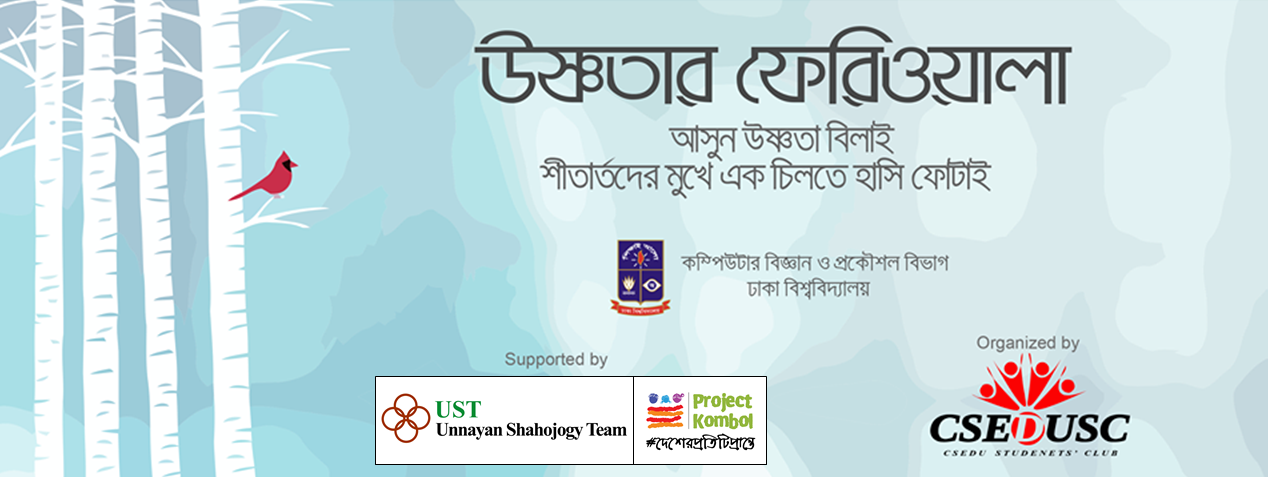 উষ্ণতার ফেরিওয়ালা
আসুন উষ্ণতা বিলাই
শীতার্তদের মুখে এক চিলতে হাসি ফোটাই
কম্পিউটার বিজ্ঞান ও প্রকৌশল বিভাগ
ঢাকা বিশ্ববিদ্যালয়
Supported by
UST
Unnayan Shahojogy Team
Project
Kombol
#দেশেরপ্রতিটিপ্রান্তে
Organized by
CSEDUSC
CSEDU STUDENETS' CLUB